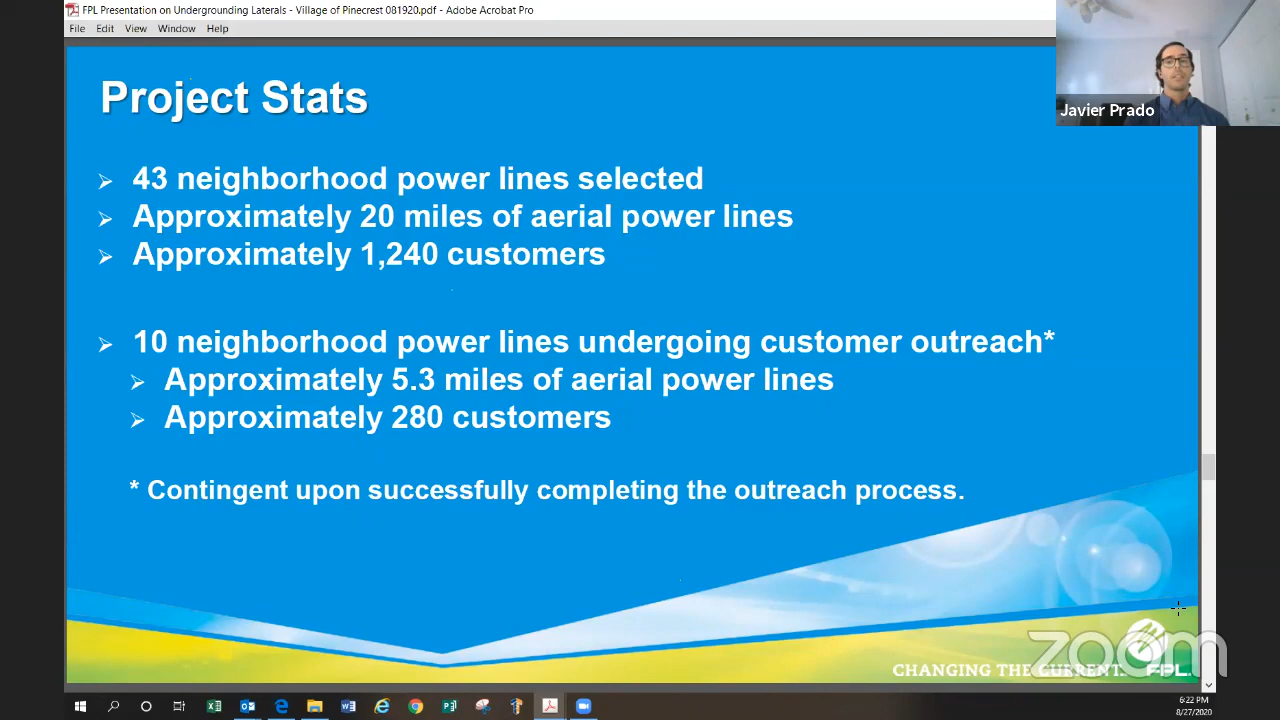 FPL Presentation on Undergrounding Laterals - Village of Pinecrest 081920.pdf - Adobe Acrobat Pro
File Edit View Window Help
Javier Prado
Project Stats
43 neighborhood power lines selected
Approximately 20 miles of aerial power lines
Approximately 1,240 customers
10 neighborhood power lines undergoing customer outreach*
Approximately 5.3 miles of aerial power lines
Approximately 280 customers
* Contingent upon successfully completing the outreach process.
zoom
CHANGING THE CURRENT.
FPL.
6:22 PM
8/27/2020